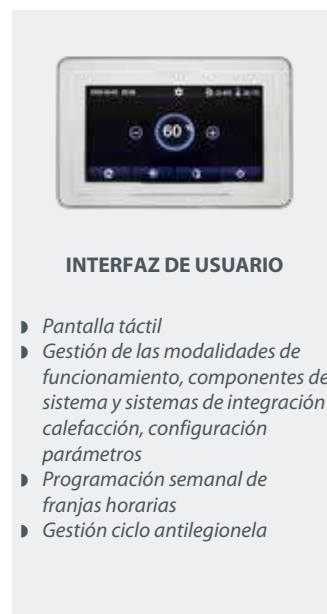 60
INTERFAZ DE USUARIO
Pantalla táctil
Gestión de las modalidades de
funcionamiento, componentes de
sistema y sistemas de integración
calefacción, configuración
parámetros
Programación semanal de
franjas horarias
Gestión ciclo antilegionela